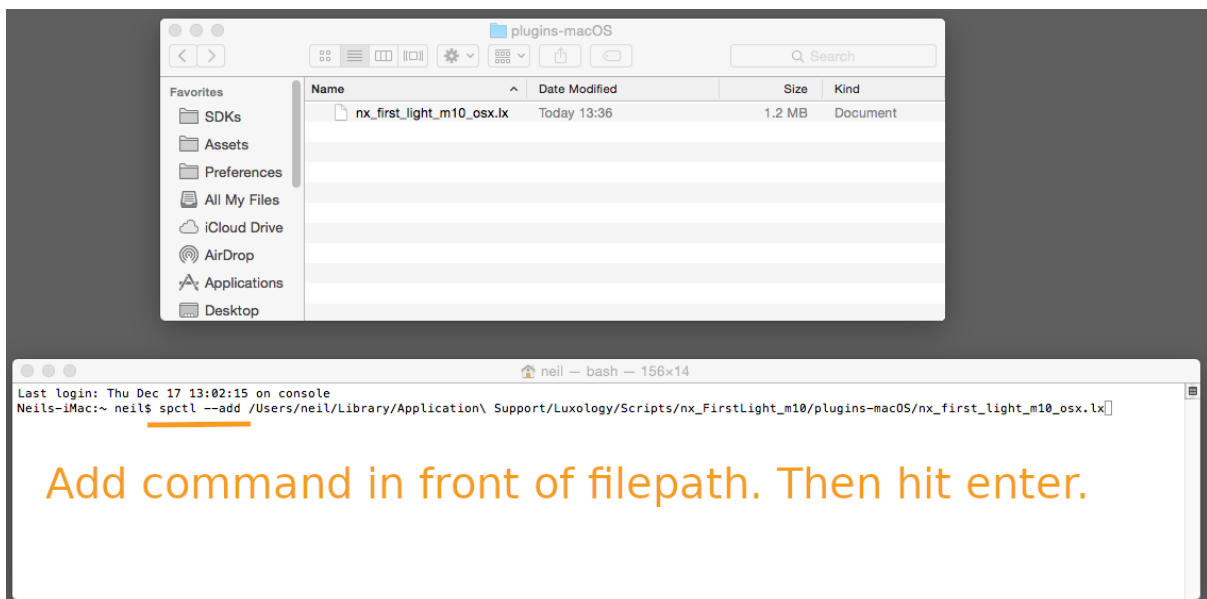 plugins-macOS
Search
Favorites
Name Date Modified Size Kind
SDKs
nx_first_light_m10_osx.lx Today 13:36 1.2 MB Document
Assets
Preferences
All My Files
iCloud Drive
AirDrop
Applications
Desktop
neil — bash — 156×14
Last login: Thu Dec 17 13:02:15 on console
Neils-iMac:~ neil$ spctl --add /Users/neil/Library/Application\ Support/Luxology/Scripts/nx_FirstLight_m10/plugins-macOS/nx_first_light_m10_osx.lx
Add command in front of filepath. Then hit enter.